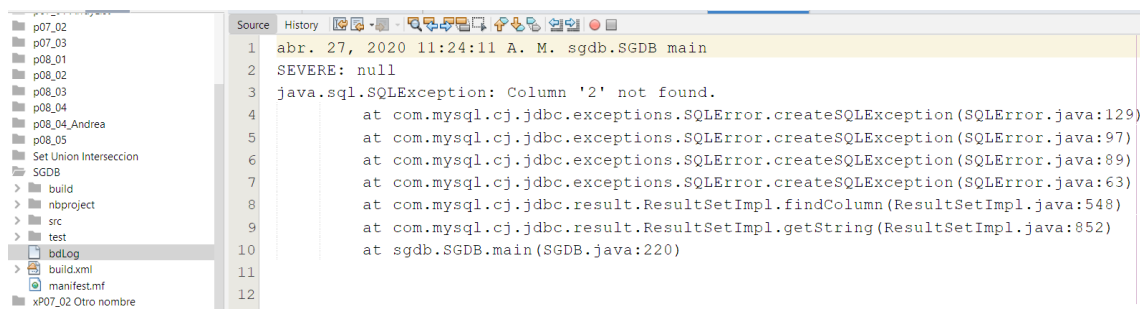 p07_02
p07_03
p08_01
p08_02
p08_03
p08_04
p08_04_Andrea
p08_05
Set Union Interseccion
SGDB
build
nbproject
src
test
bdLog
build.xml
manifest.mf
xP07_02 Otro nombre
Source History
1 abr. 27, 2020 11:24:11 A. M. sgdb.SGDB main
2 SEVERE: null
3 java.sql.SQLException: Column '2' not found.
4 at com.mysql.cj.jdbc.exceptions.SQLError.createSQLException(SQLError.java:129)
5 at com.mysql.cj.jdbc.exceptions.SQLError.createSQLException(SQLError.java:97)
6 at com.mysql.cj.jdbc.exceptions.SQLError.createSQLException(SQLError.java:89)
7 at com.mysql.cj.jdbc.exceptions.SQLError.createSQLException(SQLError.java:63)
8 at com.mysql.cj.jdbc.result.ResultSetImpl.findColumn(ResultSetImpl.java:548)
9 at com.mysql.cj.jdbc.result.ResultSetImpl.getString(ResultSetImpl.java:852)
10 at sgdb.SGDB.main(SGDB.java:220)
11
12